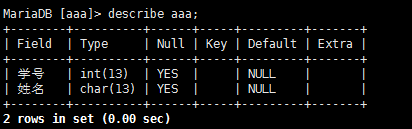 MariaDB [aaa]> describe aaa;
+--------+----------+------+-----+---------+-------+
| Field  | Type     | Null | Key | Default | Extra |
+--------+----------+------+-----+---------+-------+
| 学号   | int(13)  | YES  |     | NULL    |       |
| 姓名   | char(13) | YES  |     | NULL    |       |
+--------+----------+------+-----+---------+-------+
2 rows in set (0.00 sec)